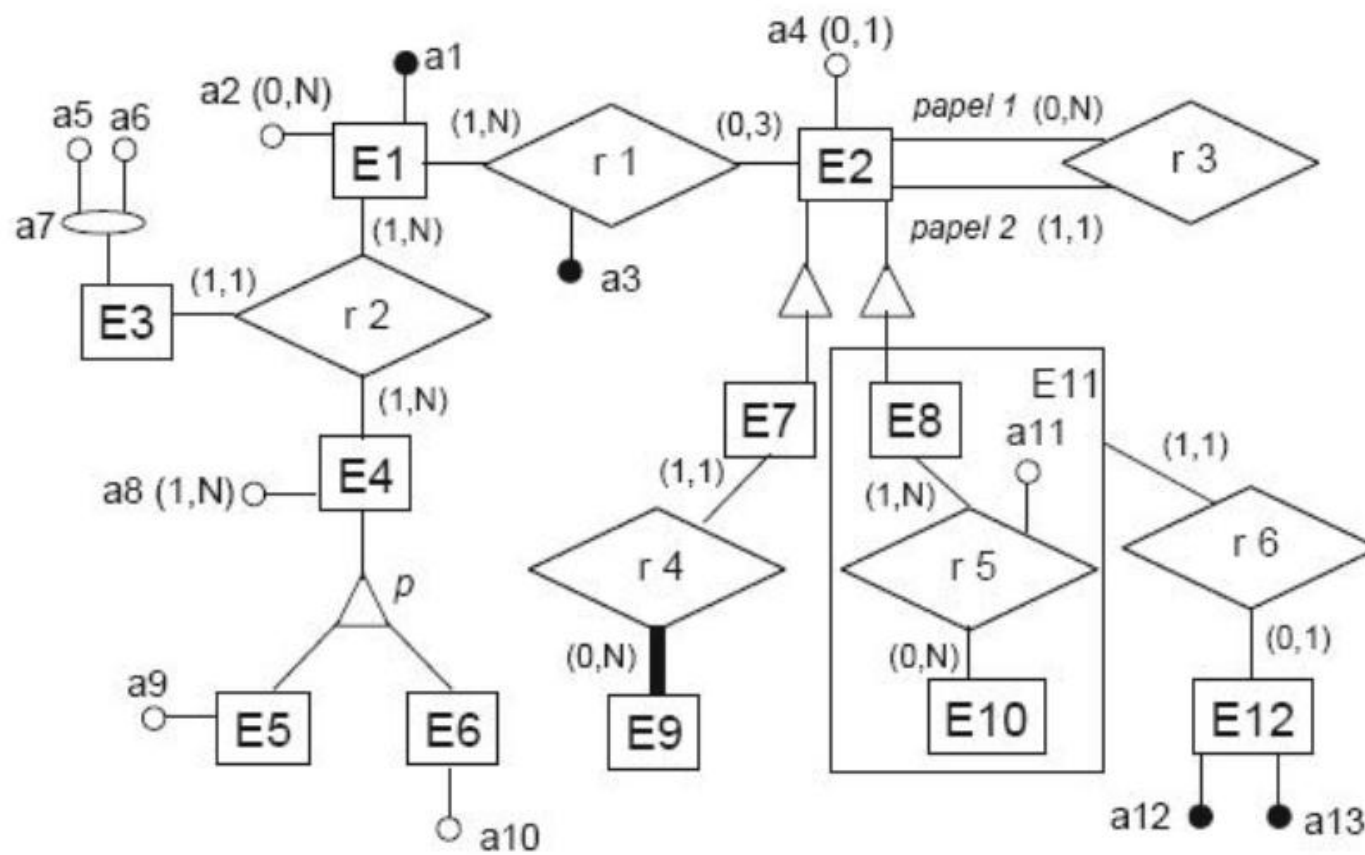 a4 (0,1)
a1
a2 (0,N)
a5 a6
(1,N)
(0,3)
papel 1 (0,N)
E1
r 1
E2
r 3
a7
(1,N)
papel 2 (1,1)
(1,1)
a3
E3
r 2
(1,N)
E7
E8
E11
a11
E4
(1,1)
(1,1)
a8 (1,N)
(1,N)
r 4
r 5
r 6
p
(0,N)
(0,N)
(0,1)
a9
E5
E6
E9
E10
E12
a10
a12
a13